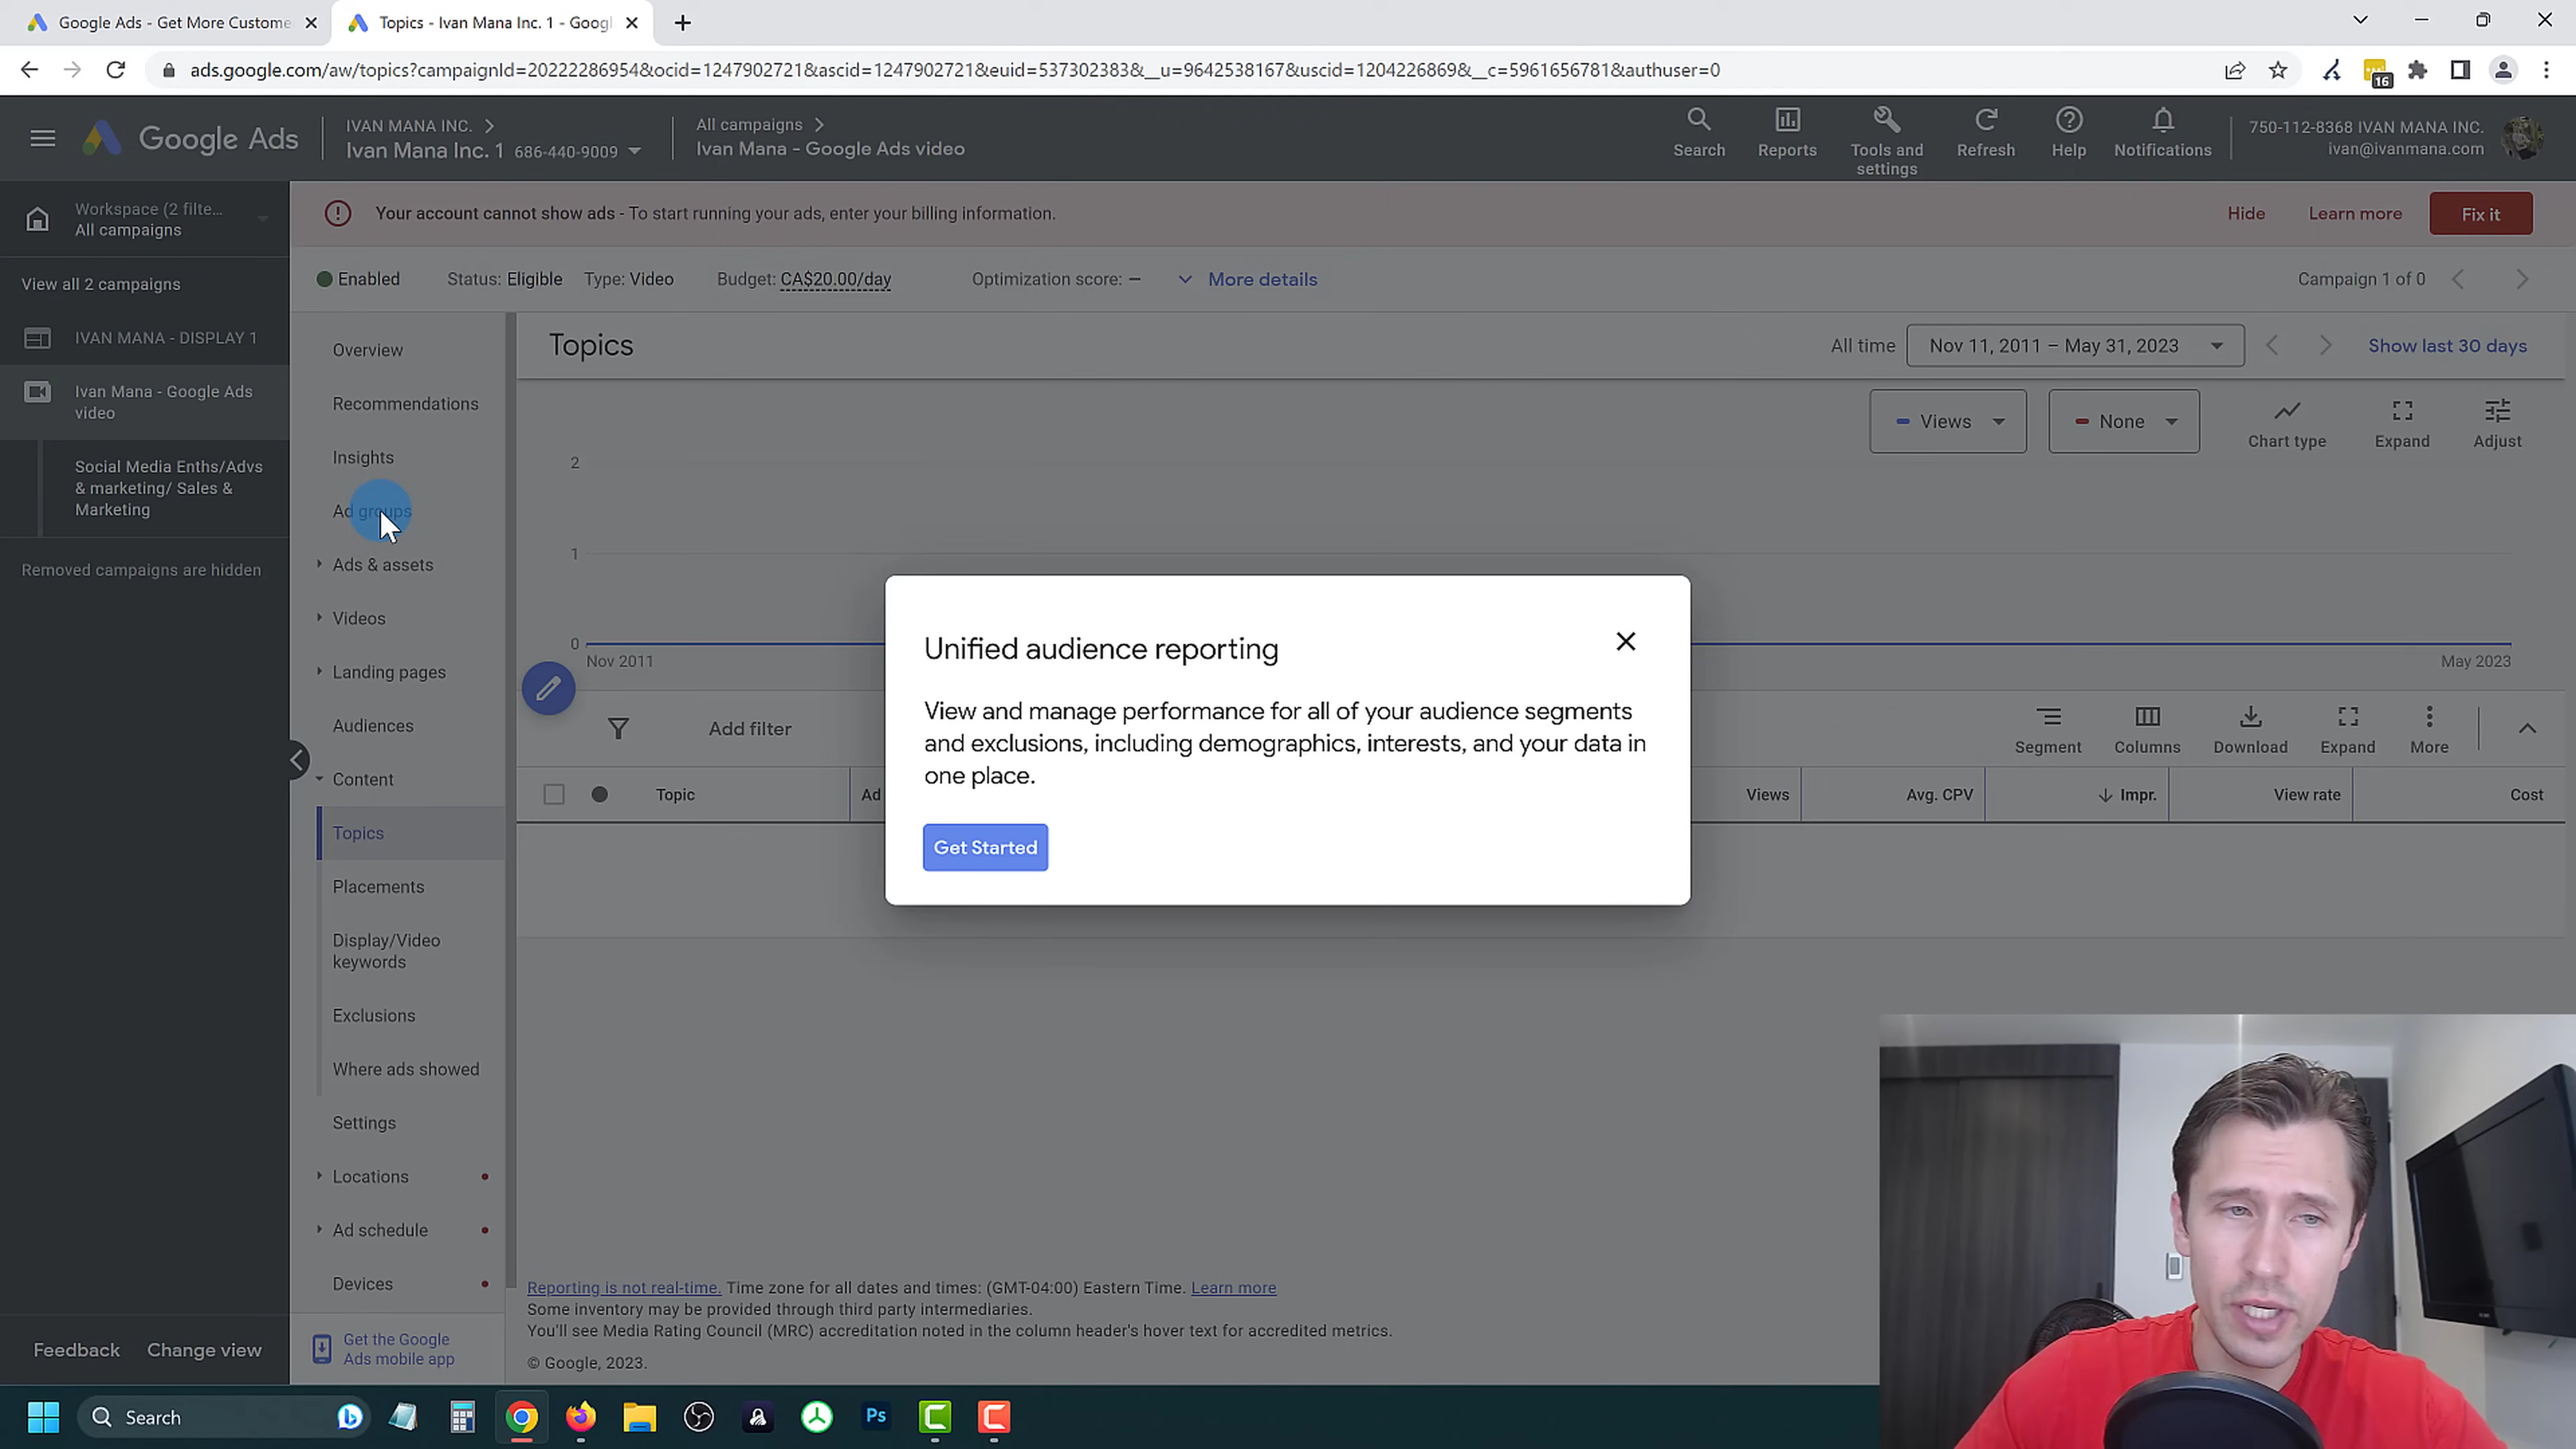 Google Ads - Get More Custome
Topics - Ivan Mana Inc. 1 - Googl
ads.google.com/aw/topics?campaignId=20222286954&ocid=1247902721&ascid=1247902721&euid=537302383&__u=9642538167&uscid=1204226869&__c=5961656781&authuser=0
16
Google Ads
IVAN MANA INC.
Ivan Mana Inc. 1 686-440-9009
All campaigns
Ivan Mana - Google Ads video
Search
Reports
Tools and
settings
Refresh
Help
Notifications
750-112-8368 IVAN MANA INC.
ivan@ivanmana.com
Workspace (2 filte...
All campaigns
View all 2 campaigns
IVAN MANA - DISPLAY 1
Ivan Mana - Google Ads
video
Social Media Enths/Advs
& marketing/ Sales &
Marketing
Removed campaigns are hidden
Feedback Change view
Your account cannot show ads - To start running your ads, enter your billing information.
Hide Learn more Fix it
Enabled Status: Eligible Type: Video Budget: CA$20.00/day Optimization score: – More details Campaign 1 of 0
Overview
Recommendations
Insights
Ad groups
Ads & assets
Videos
Landing pages
Audiences
Content
Topics
Placements
Display/Video
keywords
Exclusions
Where ads showed
Settings
Locations
Ad schedule
Devices
Get the Google
Ads mobile app
Topics
All time Nov 11, 2011 – May 31, 2023 Show last 30 days
Views None Chart type Expand Adjust
2
1
0
Nov 2011 May 2023
Add filter
Segment Columns Download Expand More
Topic Ad Views Avg. CPV Impr. View rate Cost
Unified audience reporting
View and manage performance for all of your audience segments
and exclusions, including demographics, interests, and your data in
one place.
Get Started
Reporting is not real-time. Time zone for all dates and times: (GMT-04:00) Eastern Time. Learn more
Some inventory may be provided through third party intermediaries.
You'll see Media Rating Council (MRC) accreditation noted in the column header's hover text for accredited metrics.
© Google, 2023.
Search
Ps